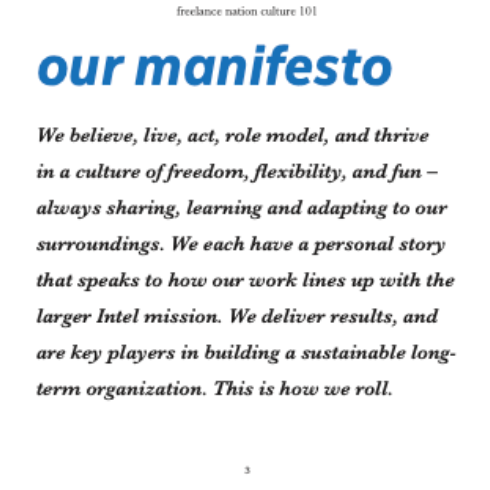 freelance nation culture 101
our manifesto
We believe, live, act, role model, and thrive
in a culture of freedom, flexibility, and fun –
always sharing, learning and adapting to our
surroundings. We each have a personal story
that speaks to how our work lines up with the
larger Intel mission. We deliver results, and
are key players in building a sustainable long-
term organization. This is how we roll.
3